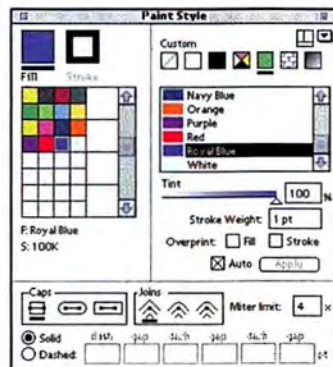 Paint Style
Custom
Fill
Stroke
Navy Blue
Orange
Purple
Red
Royal Blue
White
Tint
100
%
F: Royal Blue
S: 100K
Stroke Weight: 1 pt
Overprint: Fill Stroke
Auto Apply
Caps
Joins
Miter limit: 4 x
Solid
dash gap dash gap dash gap
Dashed: pt